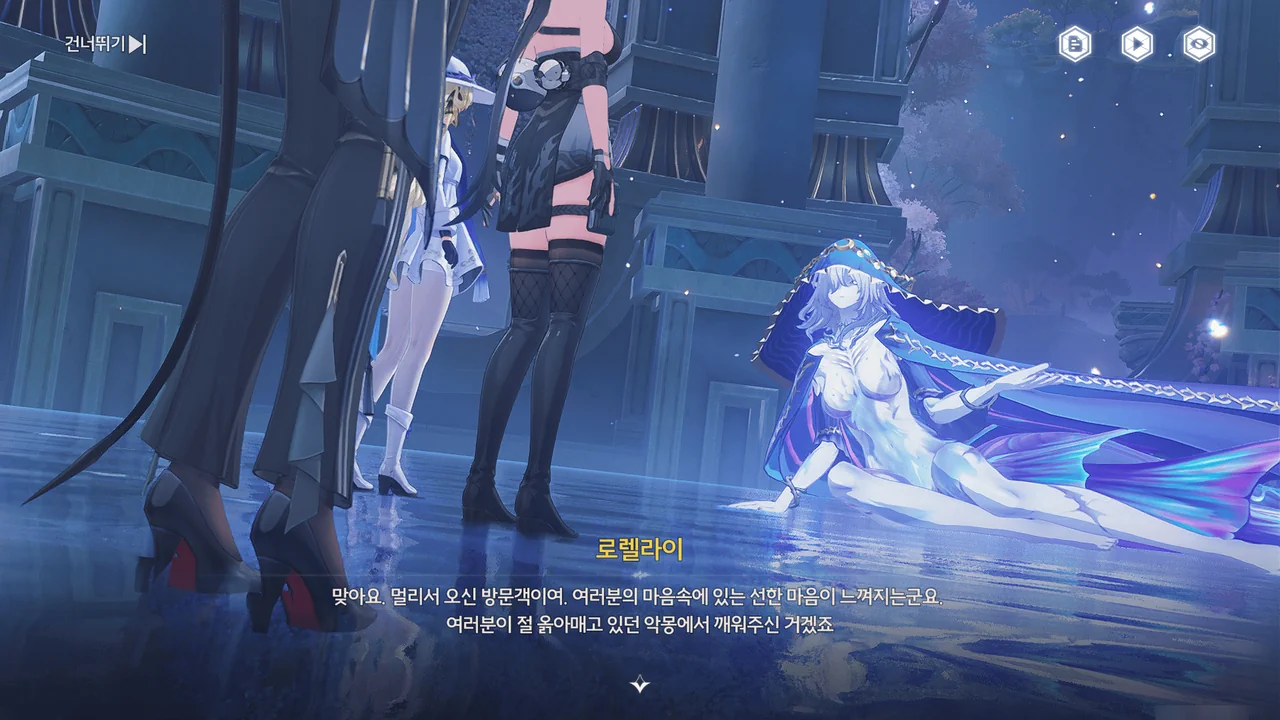 건너뛰기
로렐라이
맞아요. 멀리서 오신 방문객이여. 여러분의 마음속에 있는 선한 마음이 느껴지는군요.
여러분이 절 옭아매고 있던 악몽에서 깨워주신 거겠죠